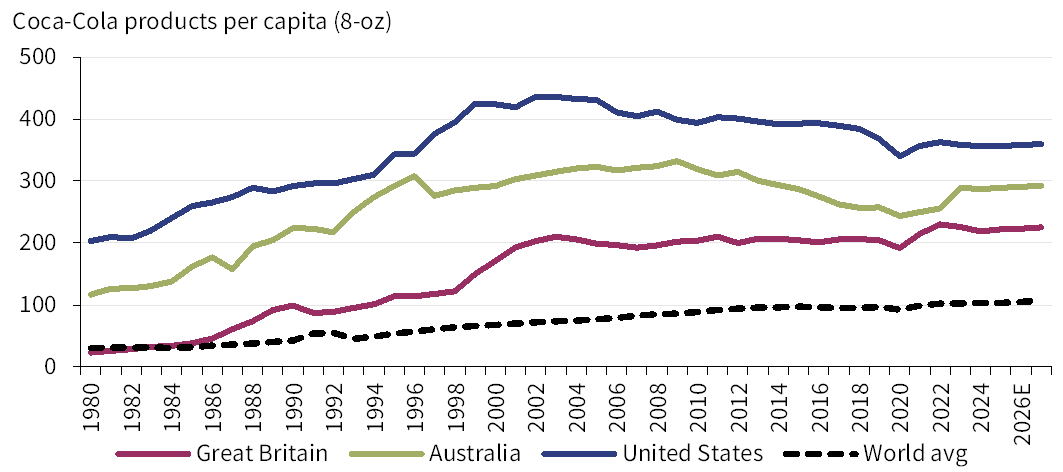 Coca-Cola products per capita (8-oz)
500
400
300
200
100
0
1980 1982 1984 1986 1988 1990 1992 1994 1996 1998 2000 2002 2004 2006 2008 2010 2012 2014 2016 2018 2020 2022 2024 2026E
Great Britain Australia United States World avg